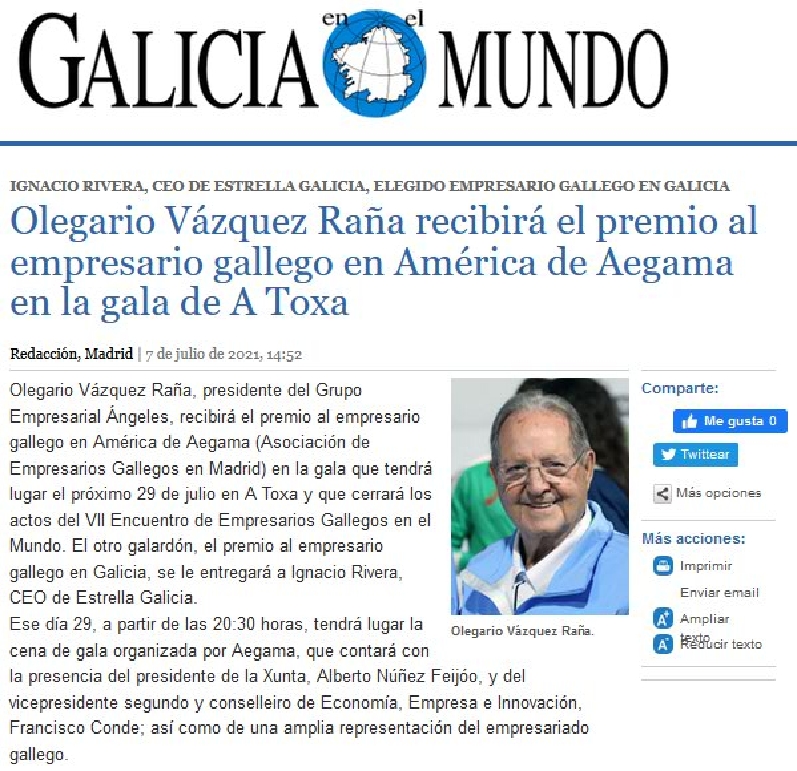 GALICIA en el MUNDO
IGNACIO RIVERA, CEO DE ESTRELLA GALICIA, ELEGIDO EMPRESARIO GALLEGO EN GALICIA
Olegario Vázquez Raña recibirá el premio al
empresario gallego en América de Aegama
en la gala de A Toxa
Redacción, Madrid | 7 de julio de 2021, 14:52
Olegario Vázquez Raña, presidente del Grupo
Empresarial Ángeles, recibirá el premio al empresario
gallego en América de Aegama (Asociación de
Empresarios Gallegos en Madrid) en la gala que tendrá
lugar el próximo 29 de julio en A Toxa y que cerrará los
actos del VII Encuentro de Empresarios Gallegos en el
Mundo. El otro galardón, el premio al empresario
gallego en Galicia, se le entregará a Ignacio Rivera,
CEO de Estrella Galicia.
Ese día 29, a partir de las 20:30 horas, tendrá lugar la
cena de gala organizada por Aegama, que contará con
la presencia del presidente de la Xunta, Alberto Núñez Feijóo, y del
vicepresidente segundo y conselleiro de Economía, Empresa e Innovación,
Francisco Conde; así como de una amplia representación del empresariado
gallego.
Olegario Vázquez Raña.
Comparte:
Me gusta 0
Twittear
Más opciones
Más acciones:
Imprimir
Enviar email
A+ Ampliar
texto
A- Reducir texto